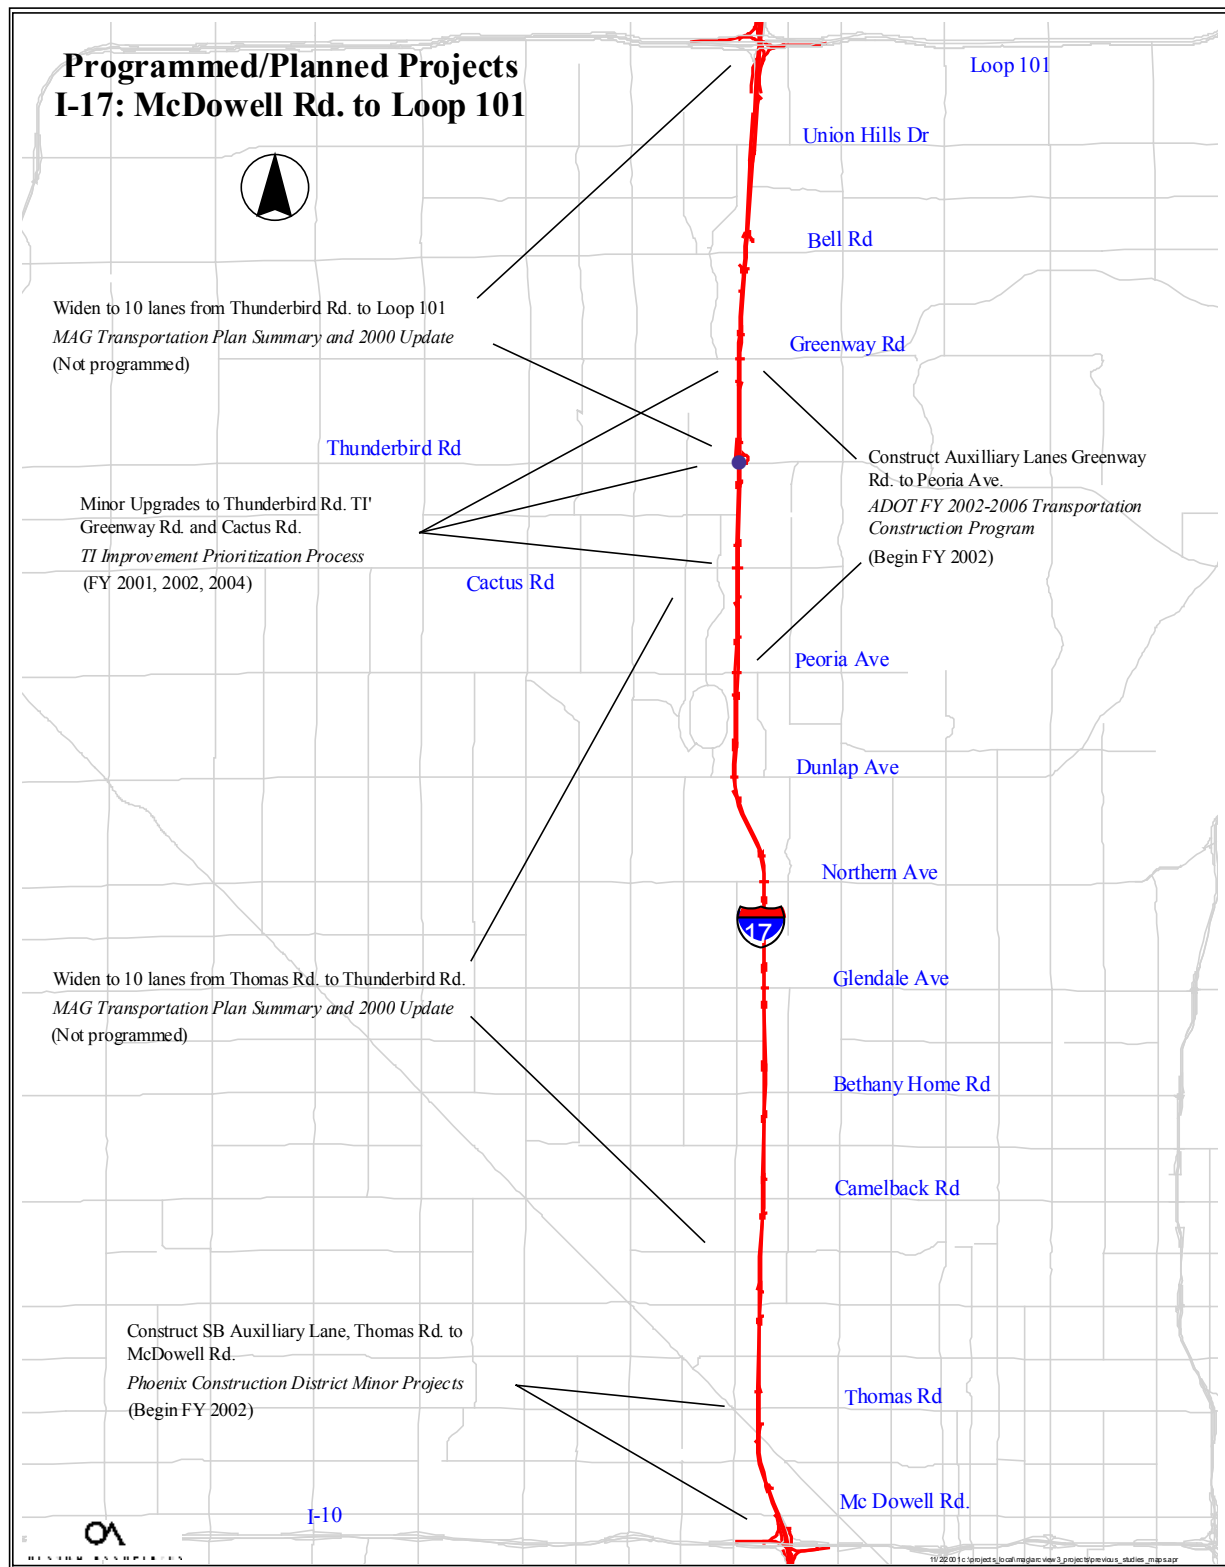 Programmed/Planned Projects
I-17: McDowell Rd. to Loop 101
Loop 101
Union Hills Dr
Bell Rd
Widen to 10 lanes from Thunderbird Rd. to Loop 101
MAG Transportation Plan Summary and 2000 Update
(Not programmed)
Greenway Rd
Thunderbird Rd
Construct Auxilliary Lanes Greenway
Rd. to Peoria Ave.
ADOT FY 2002-2006 Transportation
Construction Program
(Begin FY 2002)
Minor Upgrades to Thunderbird Rd. TI'
Greenway Rd. and Cactus Rd.
TI Improvement Prioritization Process
(FY 2001, 2002, 2004)
Cactus Rd
Peoria Ave
Dunlap Ave
Northern Ave
17
Widen to 10 lanes from Thomas Rd. to Thunderbird Rd.
MAG Transportation Plan Summary and 2000 Update
(Not programmed)
Glendale Ave
Bethany Home Rd
Camelback Rd
Construct SB Auxilliary Lane, Thomas Rd. to
McDowell Rd.
Phoenix Construction District Minor Projects
(Begin FY 2002)
Thomas Rd
Mc Dowell Rd.
I-10